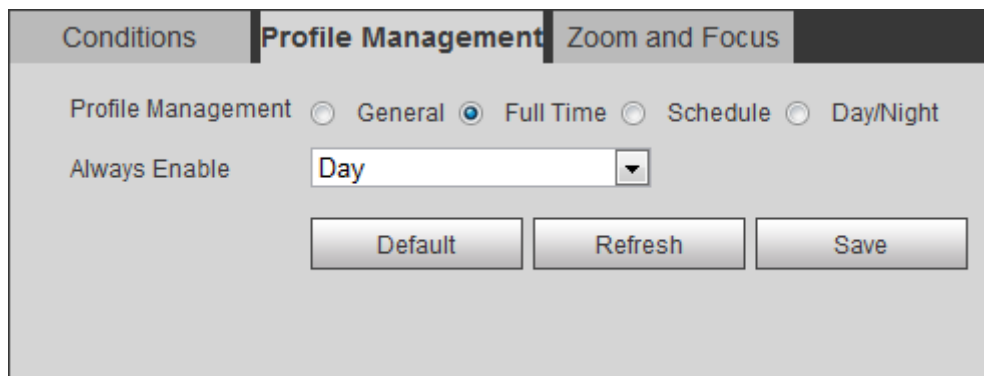 Conditions Profile Management Zoom and Focus
Profile Management General Full Time Schedule Day/Night
Always Enable Day
Default Refresh Save